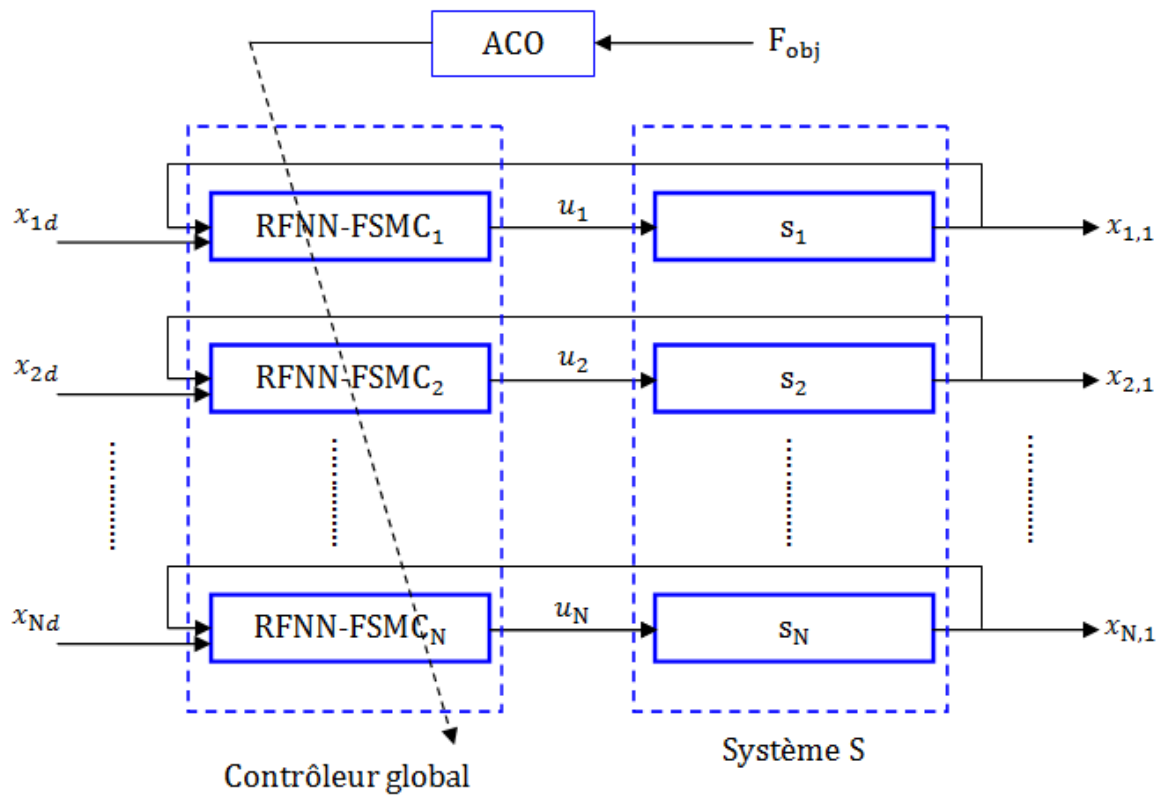 ACO
F_obj
x_1d
RFNN-FSMC_1
u_1
s_1
x_1,1
x_2d
RFNN-FSMC_2
u_2
s_2
x_2,1
x_Nd
RFNN-FSMC_N
u_N
s_N
x_N,1
Contrôleur global
Système S